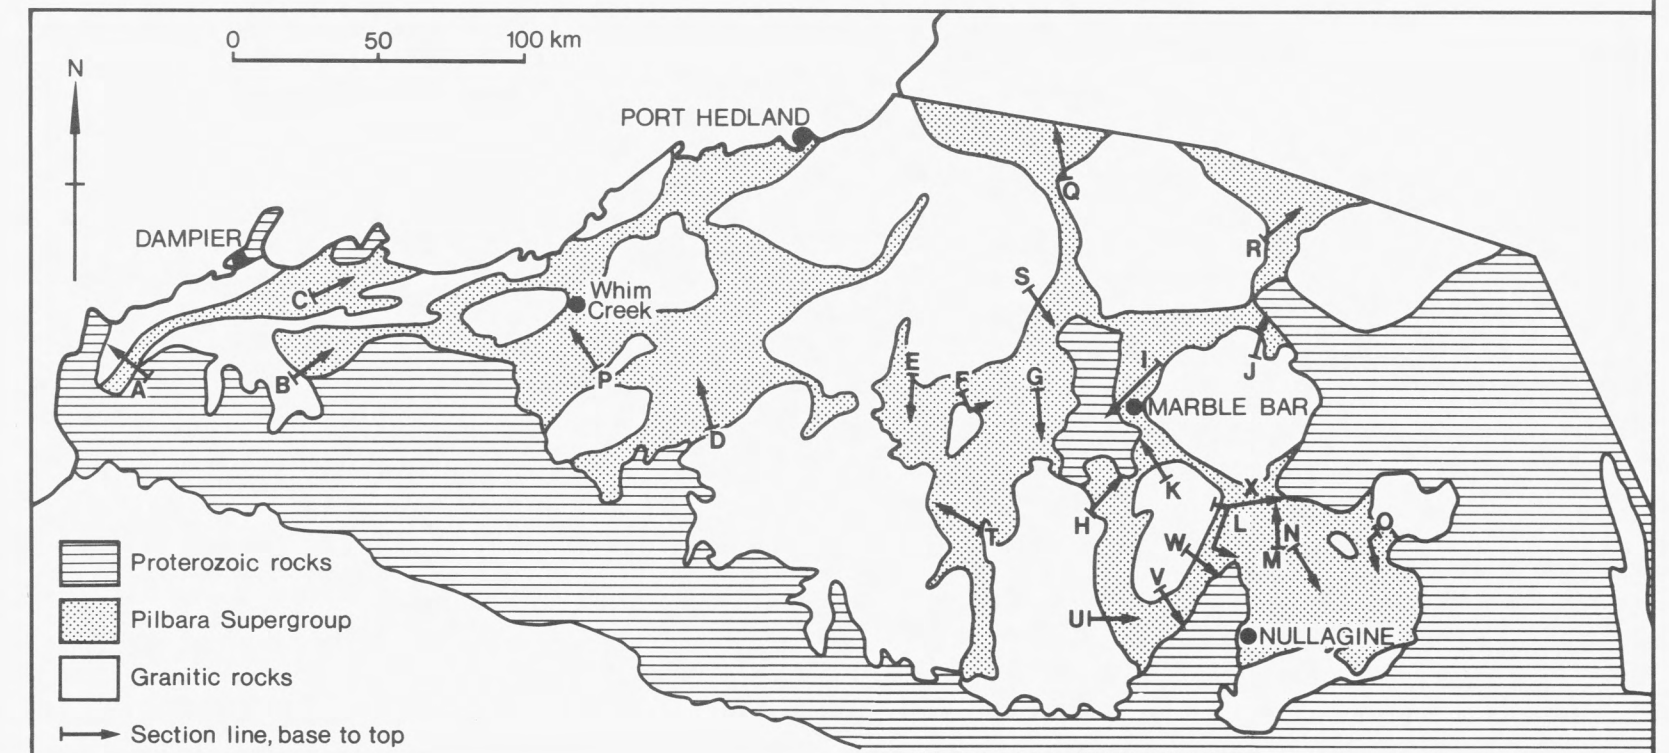 0 50 100 km
N
PORT HEDLAND
Q
DAMPIER
R
S
C
Whim
Creek
E
I
A
B
P
F
G
J
MARBLE BAR
D
K
X
H
L
O
T
W
N
M
V
Proterozoic rocks
U
Pilbara Supergroup
NULLAGINE
Granitic rocks
Section line, base to top